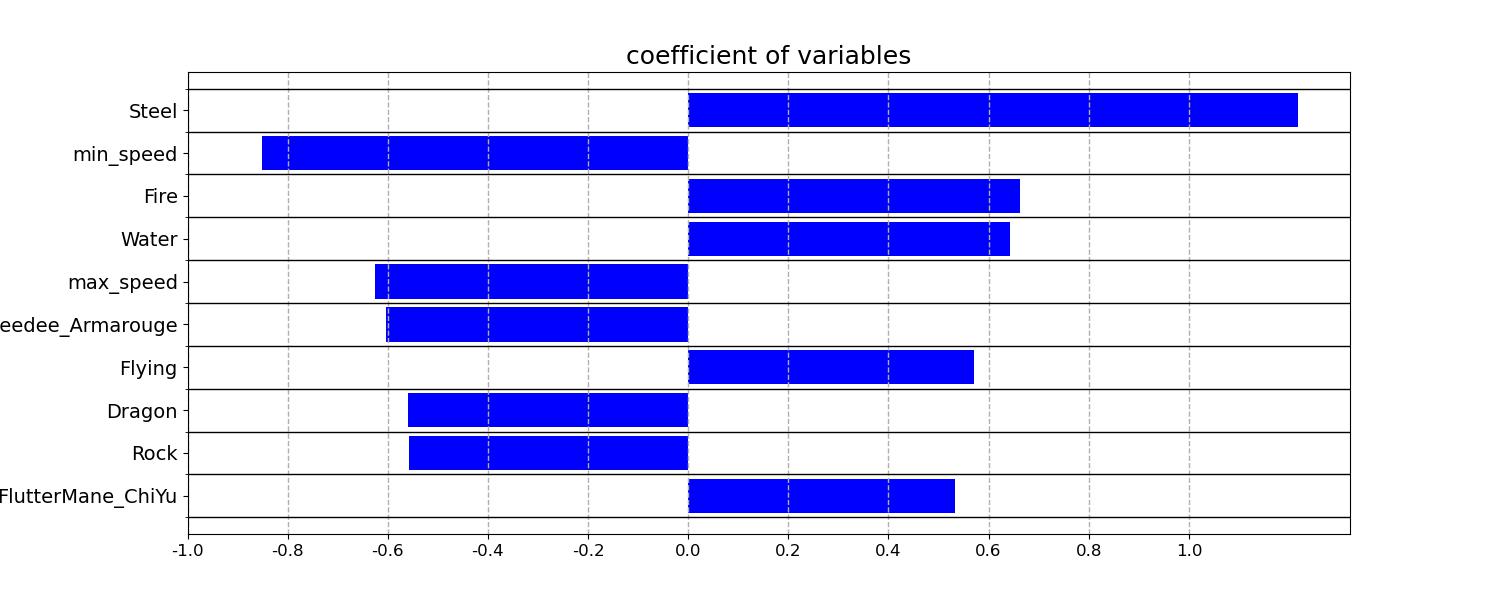 coefficient of variables
Steel
min_speed
Fire
Water
max_speed
eedee_Armarouge
Flying
Dragon
Rock
FlutterMane_ChiYu
-1.0 -0.8 -0.6 -0.4 -0.2 0.0 0.2 0.4 0.6 0.8 1.0